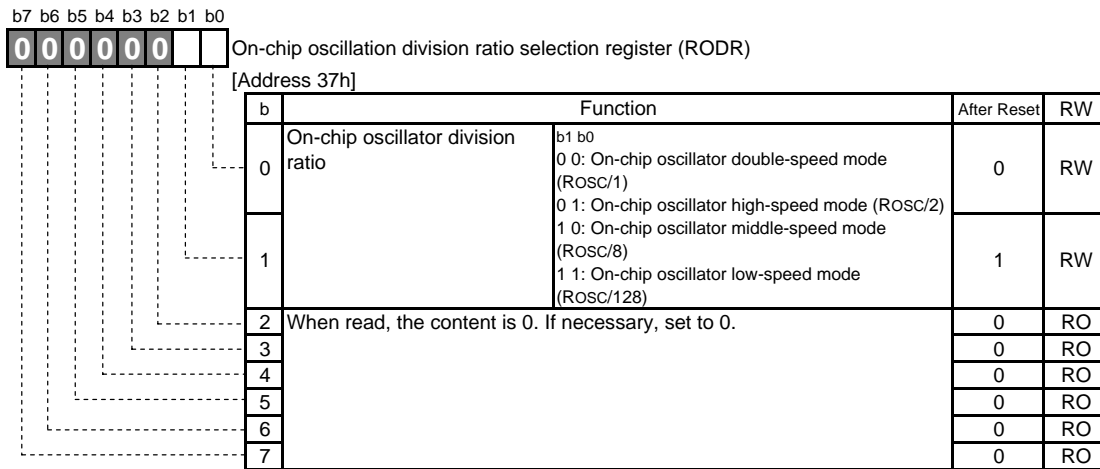 b7 b6 b5 b4 b3 b2 b1 b0
0 0 0 0 0 0 On-chip oscillation division ratio selection register (RODR)
[Address 37h]
b Function After Reset RW
0 On-chip oscillator division ratio b1 b0 0 RW
0 0: On-chip oscillator double-speed mode
(ROSC/1)
0 1: On-chip oscillator high-speed mode (ROSC/2)
1 1 0: On-chip oscillator middle-speed mode 1 RW
(ROSC/8)
1 1: On-chip oscillator low-speed mode
(ROSC/128)
2 When read, the content is 0. If necessary, set to 0. 0 RO
3 0 RO
4 0 RO
5 0 RO
6 0 RO
7 0 RO